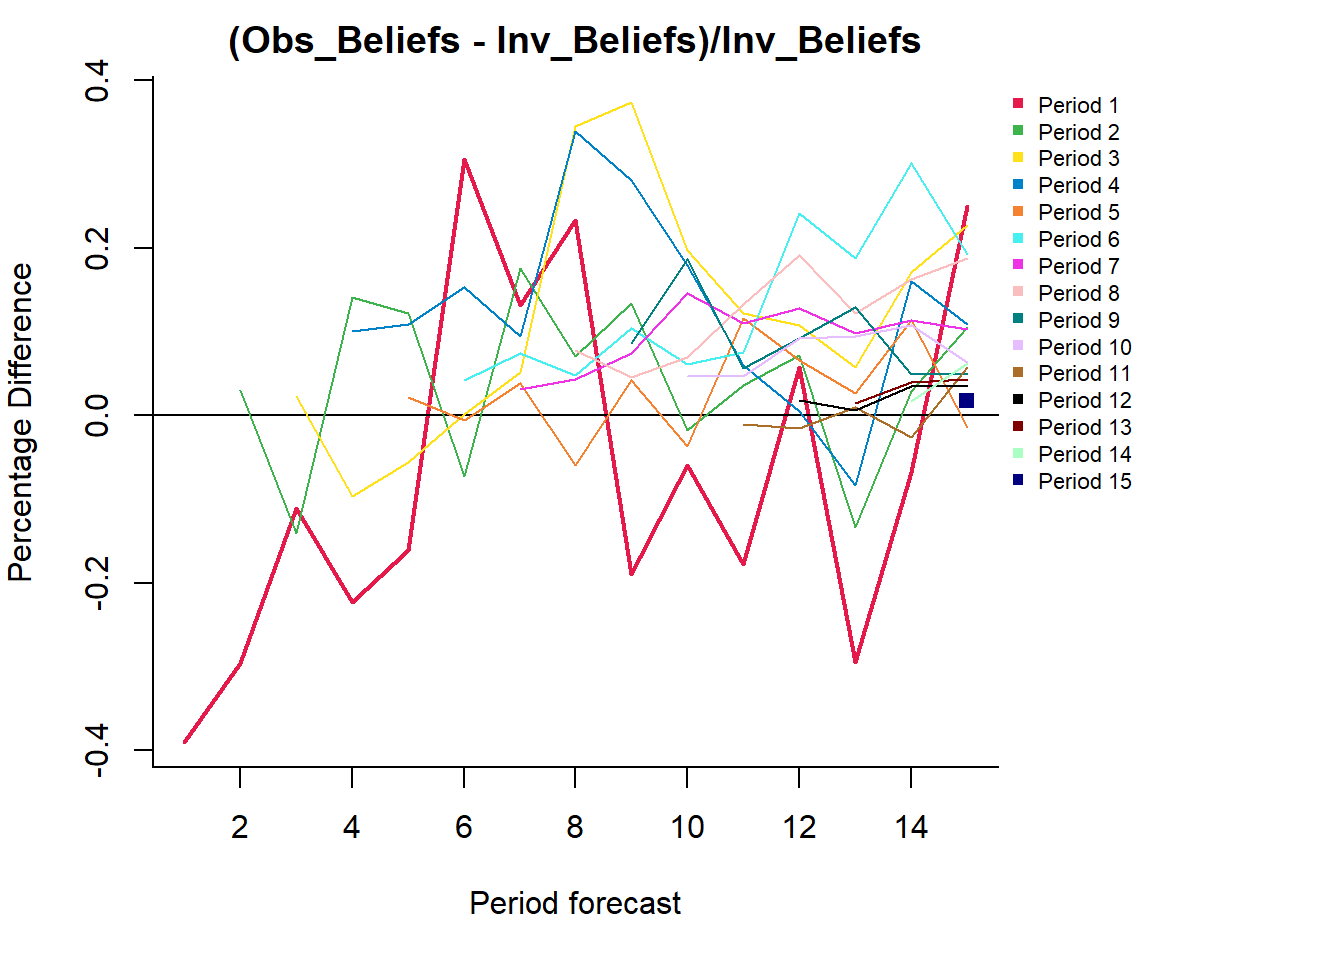 (Obs_Beliefs - Inv_Beliefs)/Inv_Beliefs
Percentage Difference
0.4
0.2
0.0
-0.2
-0.4
2 4 6 8 10 12 14
Period forecast
Period 1
Period 2
Period 3
Period 4
Period 5
Period 6
Period 7
Period 8
Period 9
Period 10
Period 11
Period 12
Period 13
Period 14
Period 15